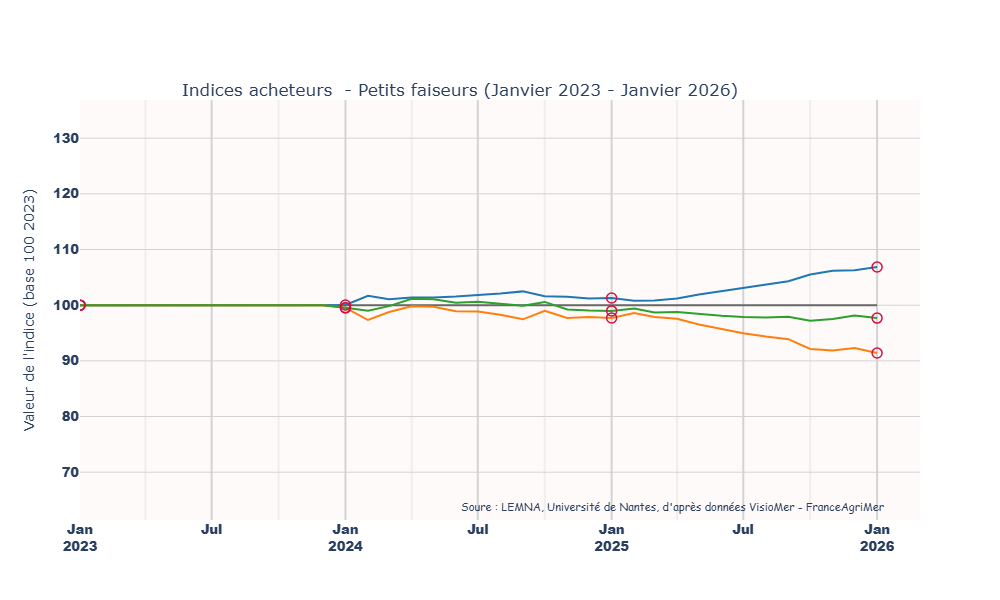 Indices acheteurs  - Petits faiseurs (Janvier 2023 - Janvier 2026)
Valeur de l'indice (base 100 2023)
130
120
110
100
90
80
70
Soure : LEMNA, Université de Nantes, d'après données VisioMer - FranceAgriMer
Jan Jul Jan Jul Jan Jul Jan
2023 2024 2025 2026